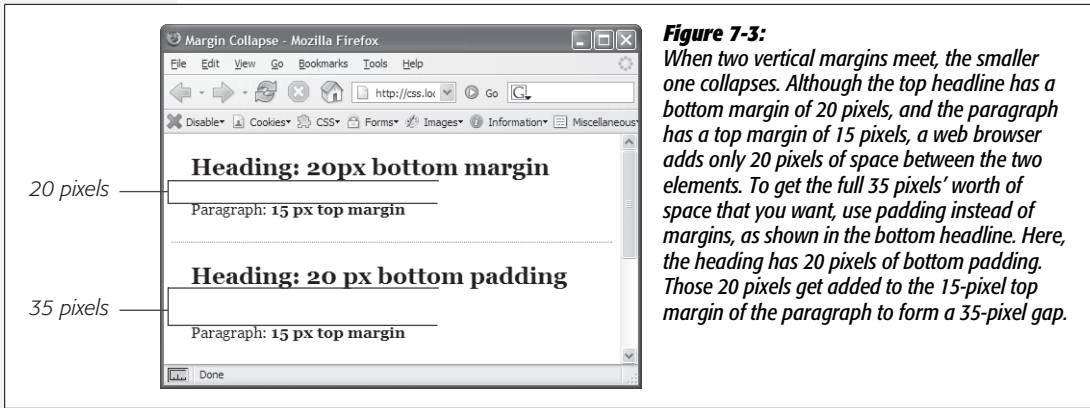 Margin Collapse - Mozilla Firefox
File Edit View Go Bookmarks Tools Help
http://css.loc Go G
Disable Cookies CSS Forms Images Information Miscellaneous
Heading: 20px bottom margin
20 pixels
Paragraph: 15 px top margin
Heading: 20 px bottom padding
35 pixels
Paragraph: 15 px top margin
Done
Figure 7-3:
When two vertical margins meet, the smaller
one collapses. Although the top headline has a
bottom margin of 20 pixels, and the paragraph
has a top margin of 15 pixels, a web browser
adds only 20 pixels of space between the two
elements. To get the full 35 pixels’ worth of
space that you want, use padding instead of
margins, as shown in the bottom headline. Here,
the heading has 20 pixels of bottom padding.
Those 20 pixels get added to the 15-pixel top
margin of the paragraph to form a 35-pixel gap.